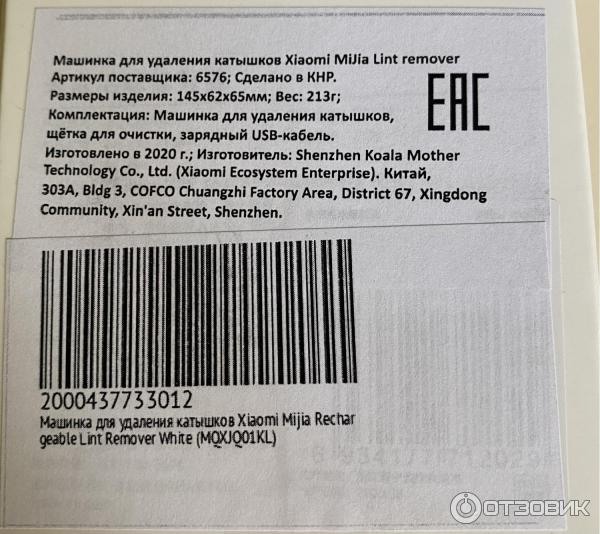 Машинка для удаления катышков Xiaomi MiJia Lint remover
Артикул поставщика: 6576; Сделано в КНР.
Размеры изделия: 145х62х65мм; Вес: 213г;
Комплектация: Машинка для удаления катышков,
щётка для очистки, зарядный USB-кабель.
Изготовлено в 2020 г.; Изготовитель: Shenzhen Koala Mother
Technology Co., Ltd. (Xiaomi Ecosystem Enterprise). Китай,
303A, Bldg 3, COFCO Chuangzhi Factory Area, District 67, Xingdong
Community, Xin'an Street, Shenzhen.
EAC
2000437733012
Машинка для удаления катышков Xiaomi Mijia Rechar
geable Lint Remover White (MQXJQ01KL)
ОТЗОВИК